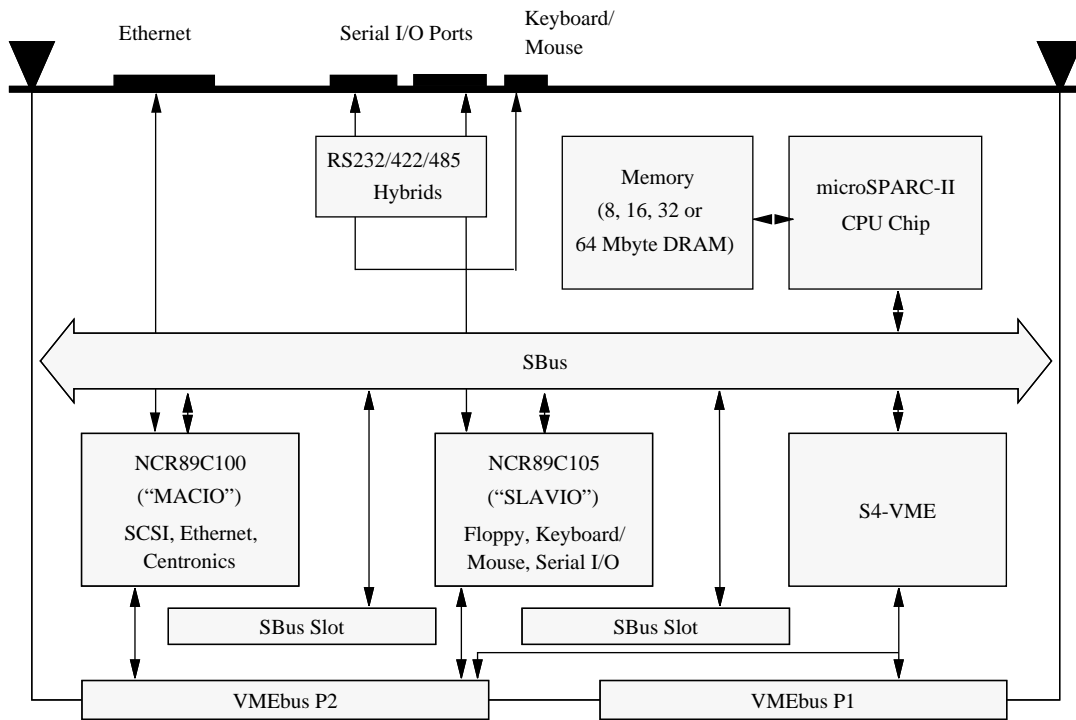 Ethernet
Serial I/O Ports
Keyboard/
Mouse
RS232/422/485
Hybrids
Memory
(8, 16, 32 or
64 Mbyte DRAM)
microSPARC-II
CPU Chip
SBus
NCR89C100
(“MACIO”)
SCSI, Ethernet,
Centronics
NCR89C105
(“SLAVIO”)
Floppy, Keyboard/
Mouse, Serial I/O
S4-VME
SBus Slot
SBus Slot
VMEbus P2
VMEbus P1